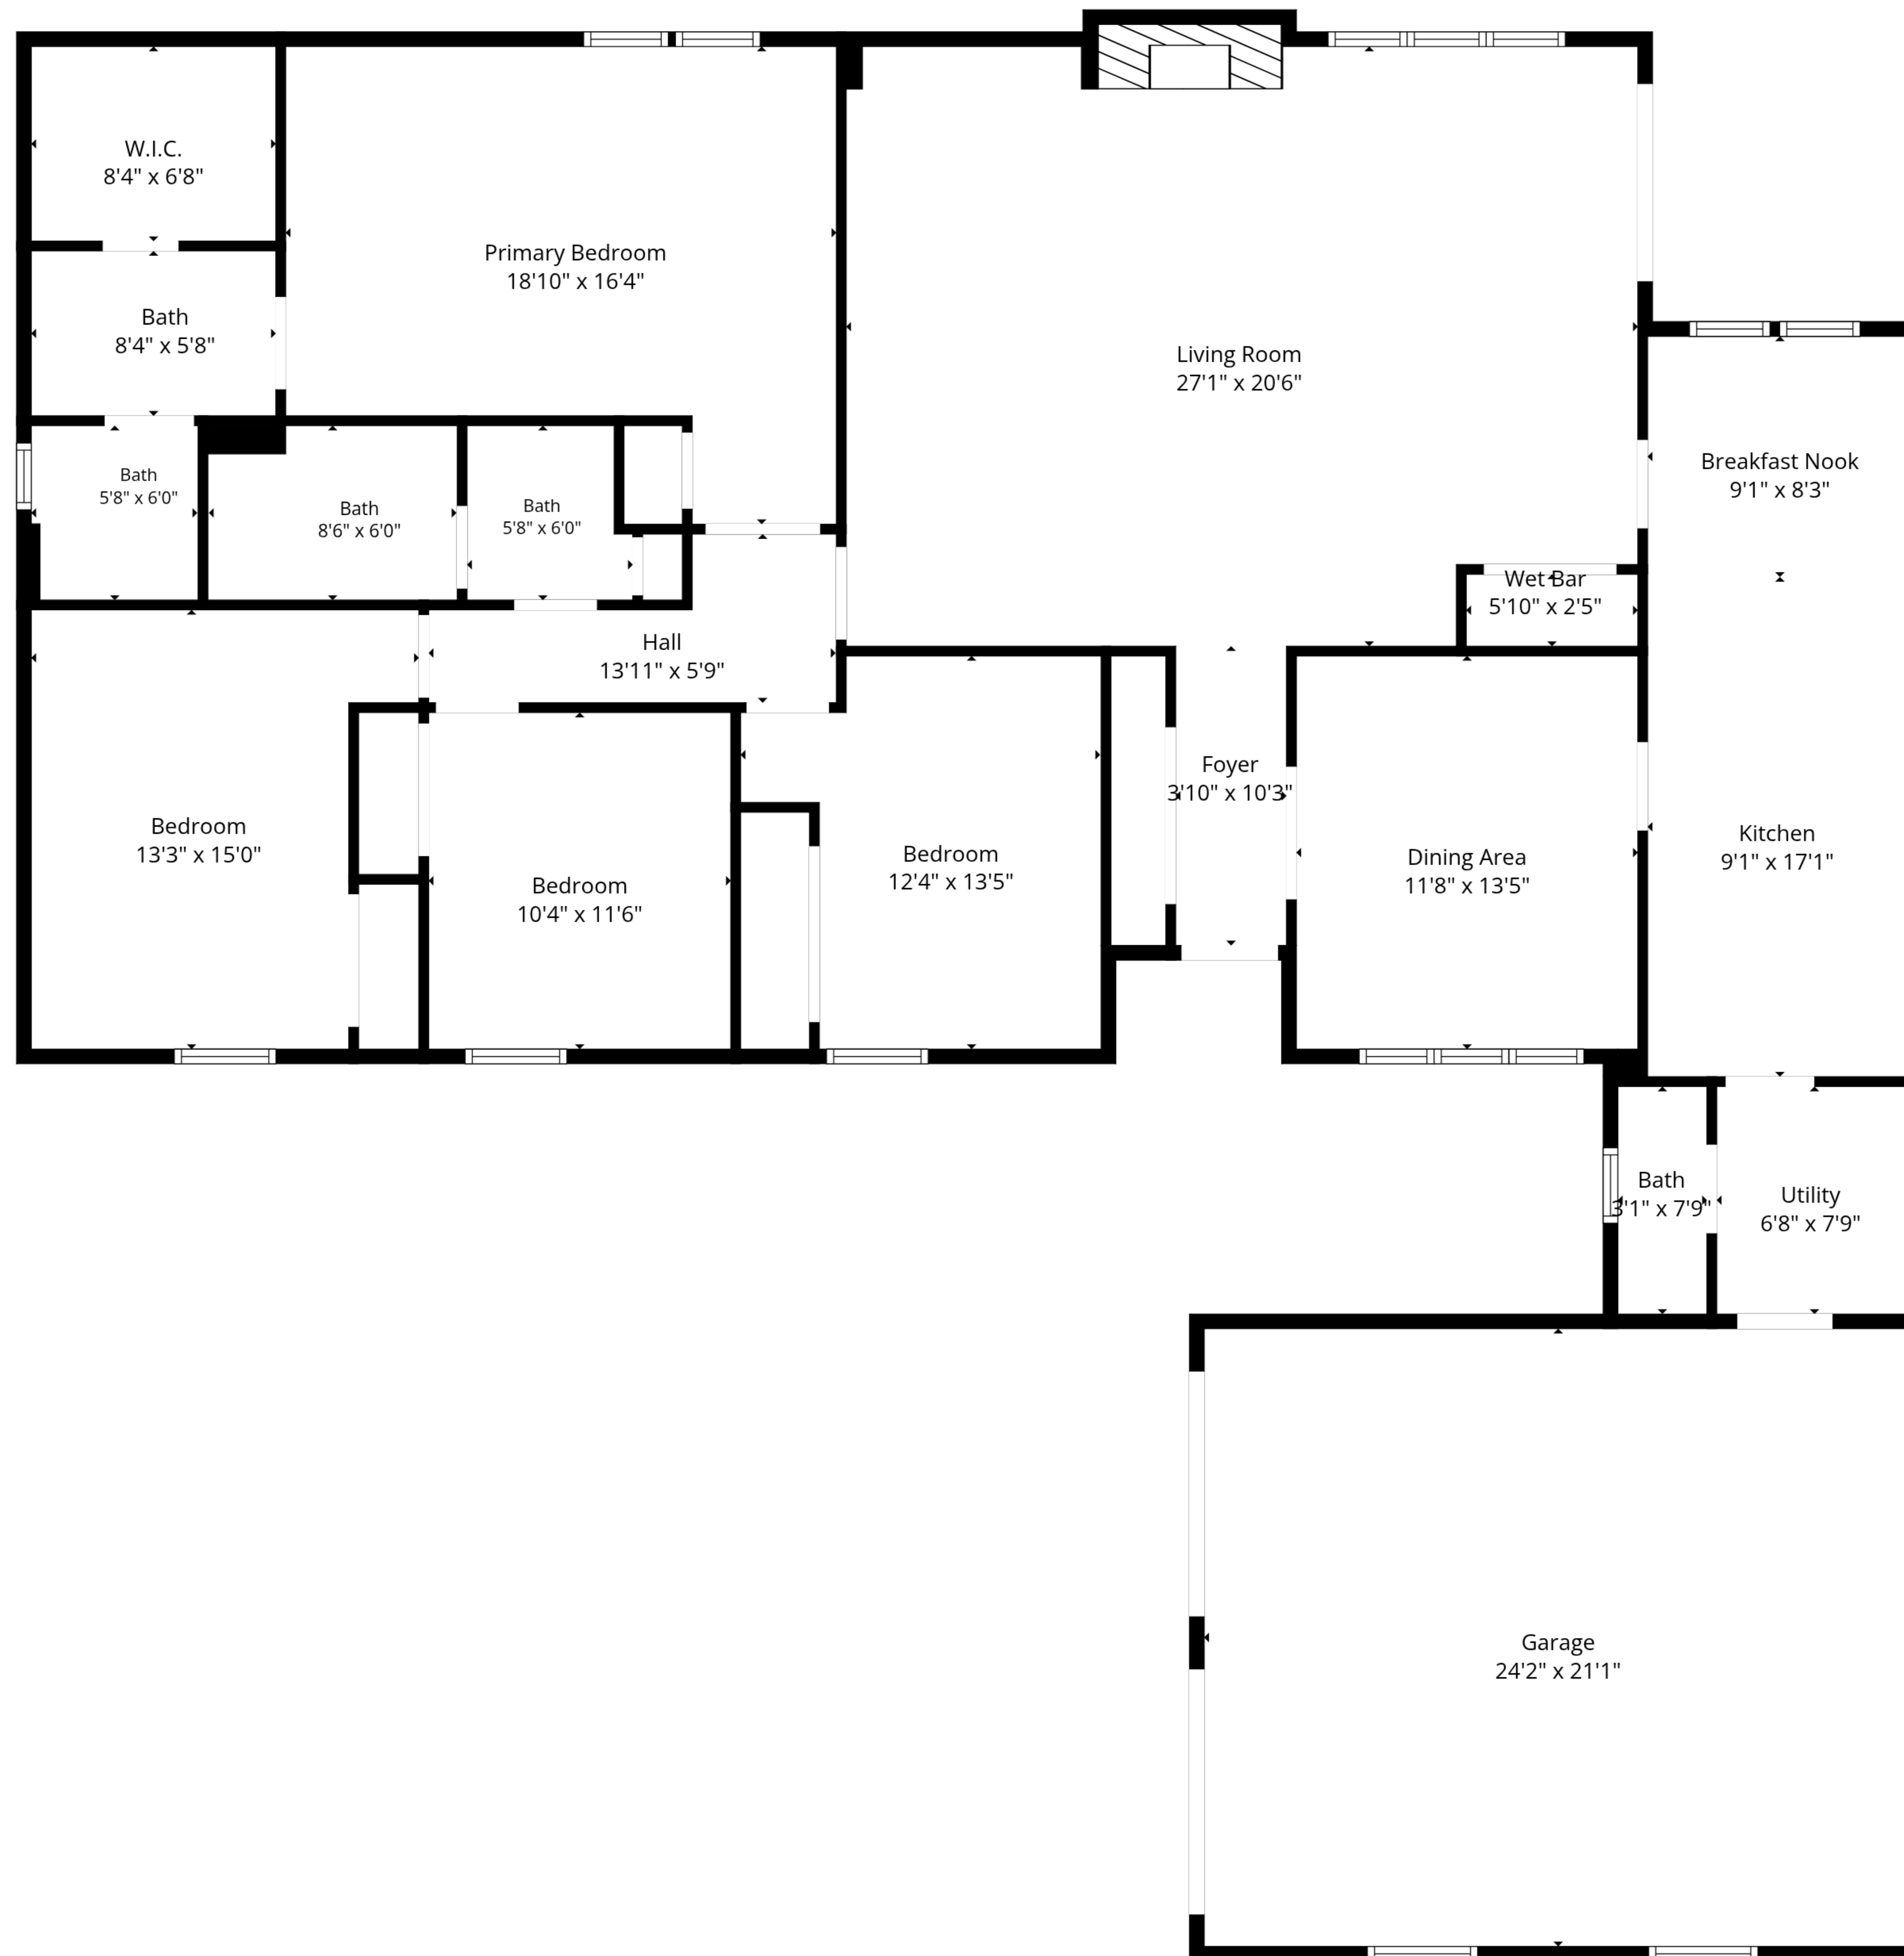 W.I.C.
8'4" x 6'8"
Primary Bedroom
18'10" x 16'4"
Bath
8'4" x 5'8"
Living Room
27'1" x 20'6"
Breakfast Nook
9'1" x 8'3"
Bath
5'8" x 6'0"
Bath
8'6" x 6'0"
Bath
5'8" x 6'0"
Wet Bar
5'10" x 2'5"
Hall
13'11" x 5'9"
Foyer
3'10" x 10'3"
Bedroom
13'3" x 15'0"
Bedroom
10'4" x 11'6"
Bedroom
12'4" x 13'5"
Dining Area
11'8" x 13'5"
Kitchen
9'1" x 17'1"
Bath
3'1" x 7'9"
Utility
6'8" x 7'9"
Garage
24'2" x 21'1"